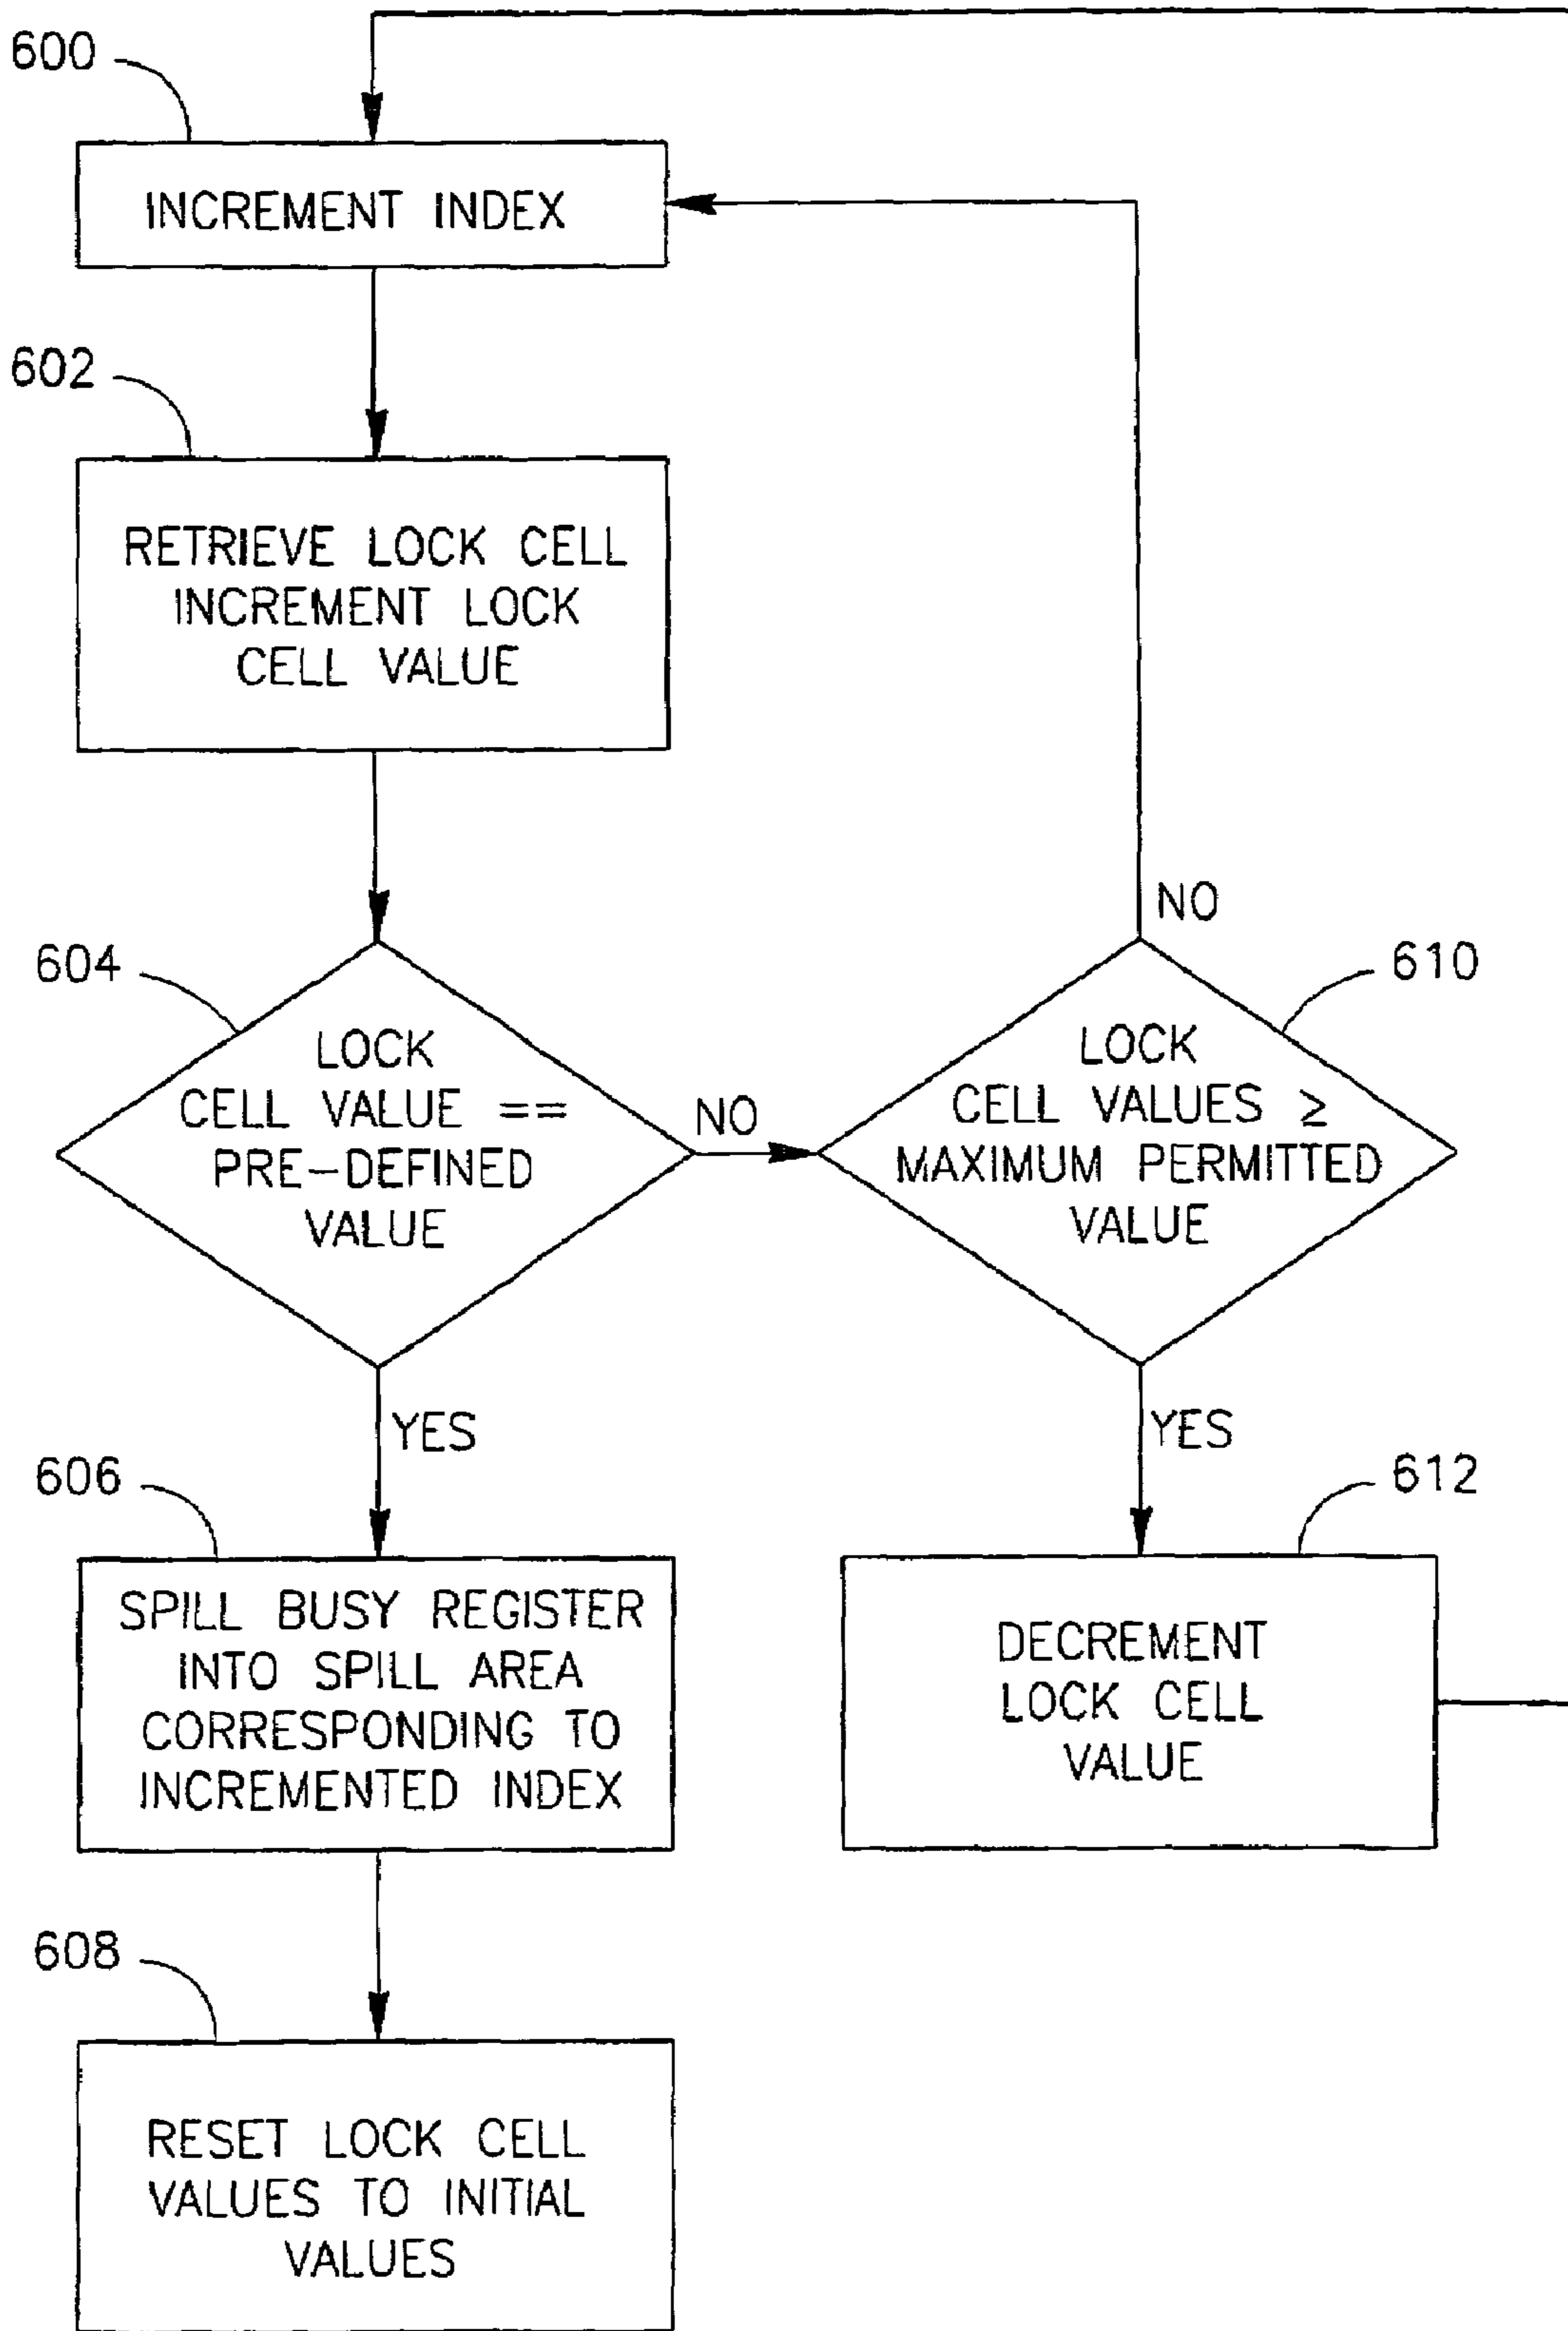 600
INCREMENT INDEX
602
RETRIEVE LOCK CELL
INCREMENT LOCK
CELL VALUE
604
LOCK
CELL VALUE ==
PRE-DEFINED
VALUE
NO
YES
610
LOCK
CELL VALUES ≥
MAXIMUM PERMITTED
VALUE
NO
YES
606
SPILL BUSY REGISTER
INTO SPILL AREA
CORRESPONDING TO
INCREMENTED INDEX
612
DECREMENT
LOCK CELL
VALUE
608
RESET LOCK CELL
VALUES TO INITIAL
VALUES